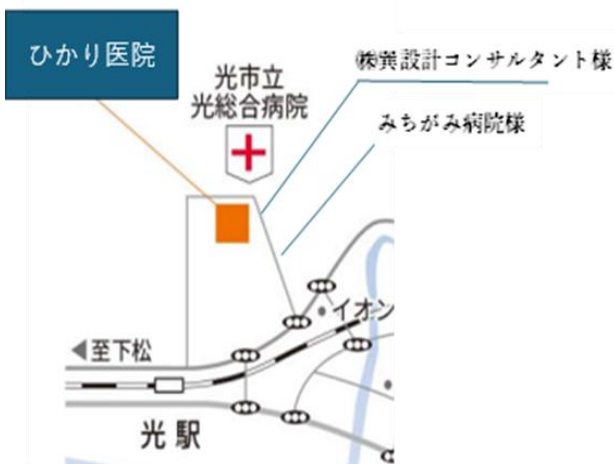 ひかり医院
㈱巽設計コンサルタント様
光市立
光総合病院
みちがみ病院様
イオン
◀至下松
光駅